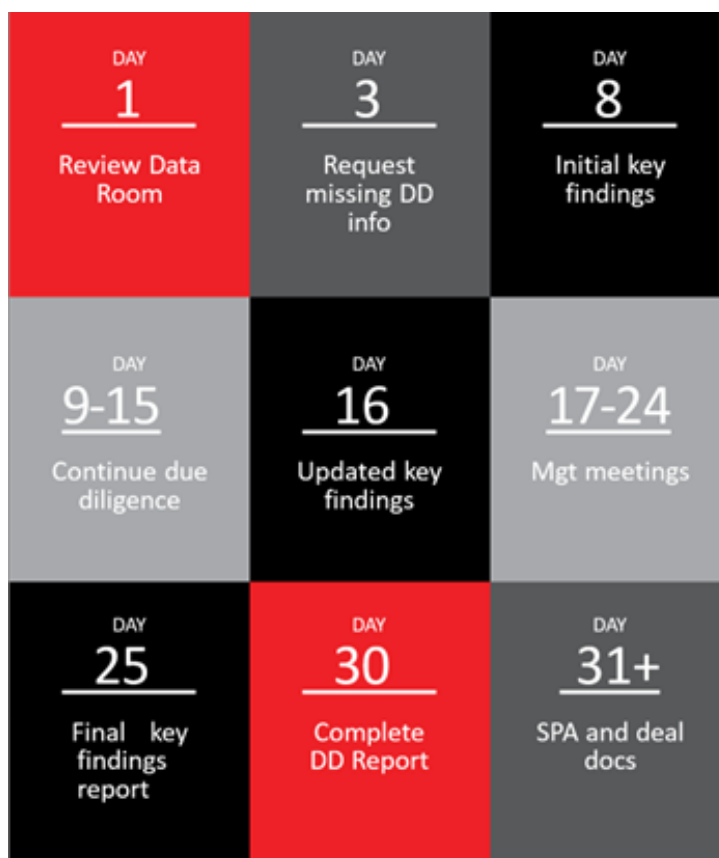 DAY
1
Review Data
Room
DAY
3
Request
missing DD
info
DAY
8
Initial key
findings
DAY
9-15
Continue due
diligence
DAY
16
Updated key
findings
DAY
17-24
Mgt meetings
DAY
25
Final key
findings
report
DAY
30
Complete
DD Report
DAY
31+
SPA and deal
docs